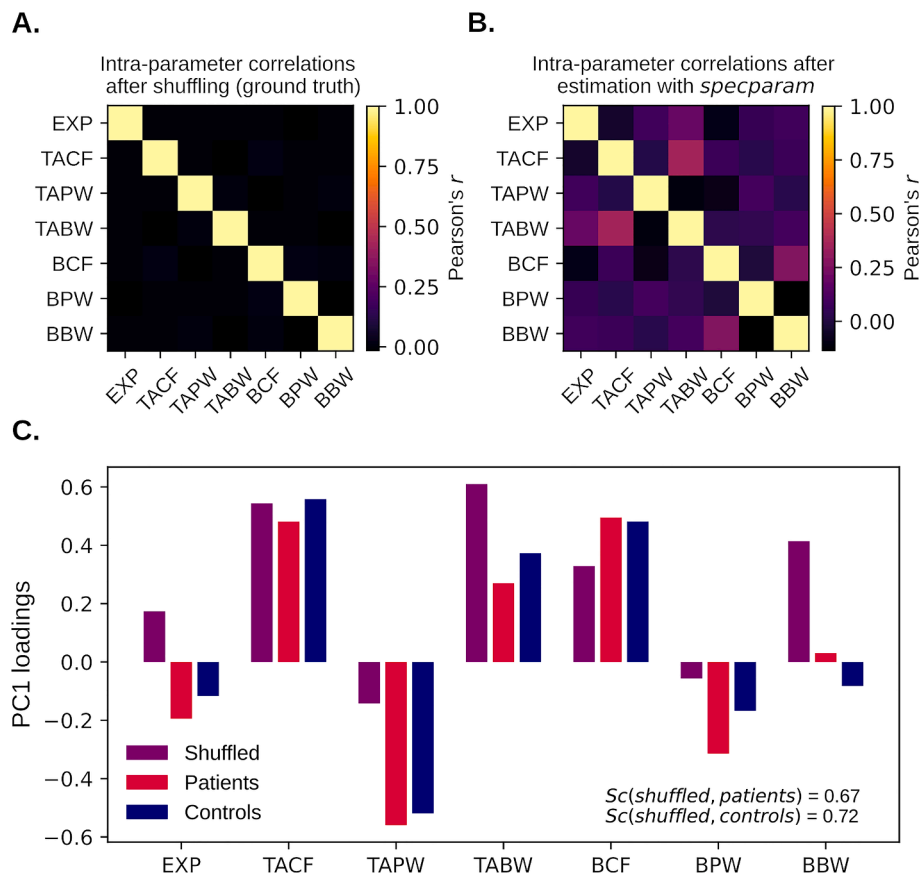 A.
B.
Intra-parameter correlations
after shuffling (ground truth)
Intra-parameter correlations after
estimation with specparam
EXP
TACF
TAPW
TABW
BCF
BPW
BBW
EXP
TACF
TAPW
TABW
BCF
BPW
BBW
1.00
0.75
0.50
0.25
0.00
Pearson's r
EXP
TACF
TAPW
TABW
BCF
BPW
BBW
EXP
TACF
TAPW
TABW
BCF
BPW
BBW
1.00
0.75
0.50
0.25
0.00
Pearson's r
C.
PC1 loadings
0.6
0.4
0.2
0.0
−0.2
−0.4
−0.6
Shuffled
Patients
Controls
Sc(shuffled, patients) = 0.67
Sc(shuffled, controls) = 0.72
EXP
TACF
TAPW
TABW
BCF
BPW
BBW